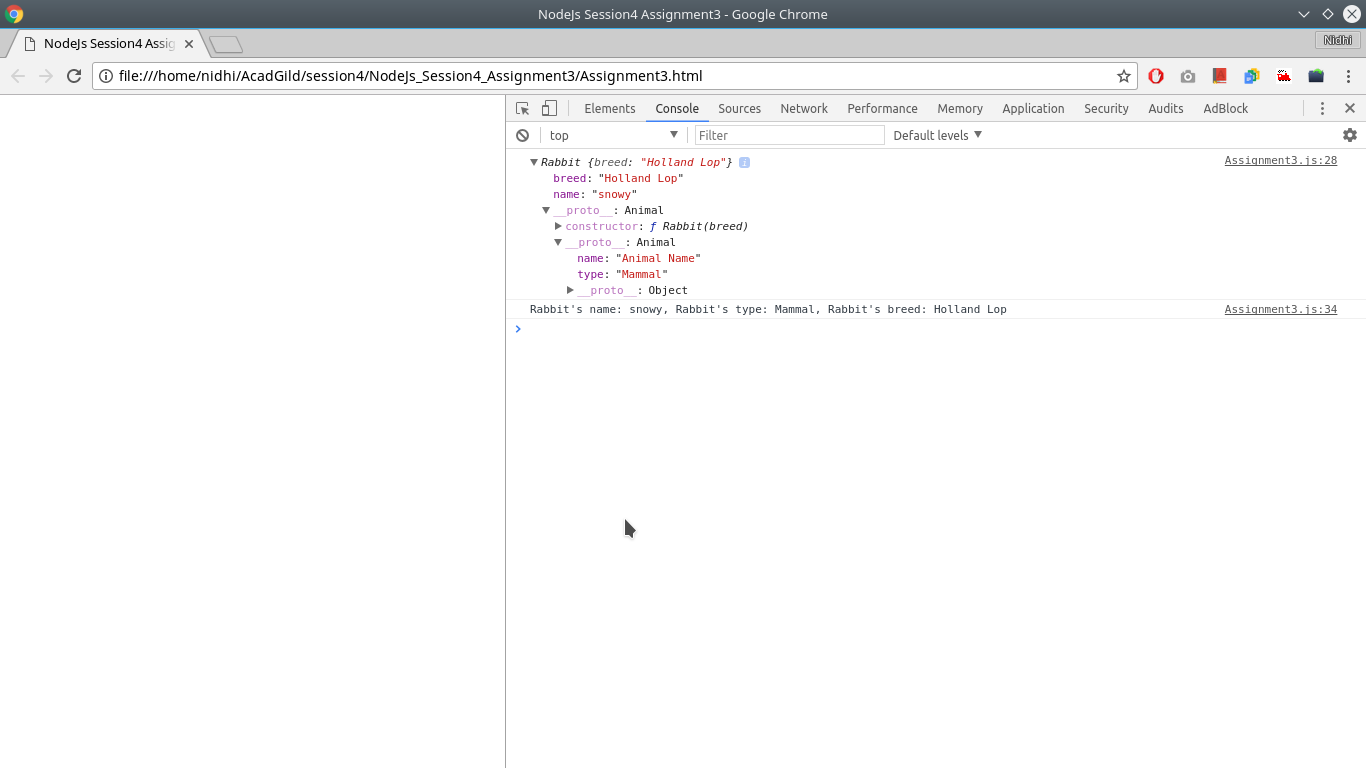 NodeJs Session4 Assignment3 - Google Chrome
NodeJs Session4 Assig
Nidhi
file:///home/nidhi/AcadGild/session4/NodeJs_Session4_Assignment3/Assignment3.html
Elements Console Sources Network Performance Memory Application Security Audits AdBlock
top Filter Default levels
Rabbit {breed: "Holland Lop"} i Assignment3.js:28
breed: "Holland Lop"
name: "snowy"
__proto__: Animal
constructor: ƒ Rabbit(breed)
__proto__: Animal
name: "Animal Name"
type: "Mammal"
__proto__: Object
Rabbit's name: snowy, Rabbit's type: Mammal, Rabbit's breed: Holland Lop Assignment3.js:34